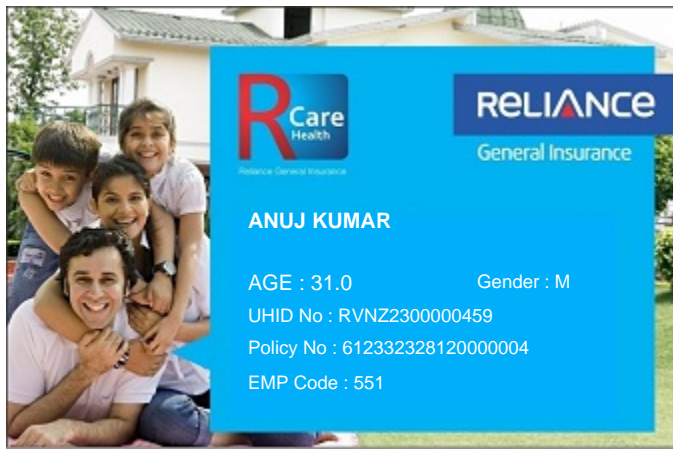 R Care
Health
Reliance General Insurance
RELIANCE
General Insurance
ANUJ KUMAR
AGE : 31.0 Gender : M
UHID No : RVNZ2300000459
Policy No : 612332328120000004
EMP Code : 551